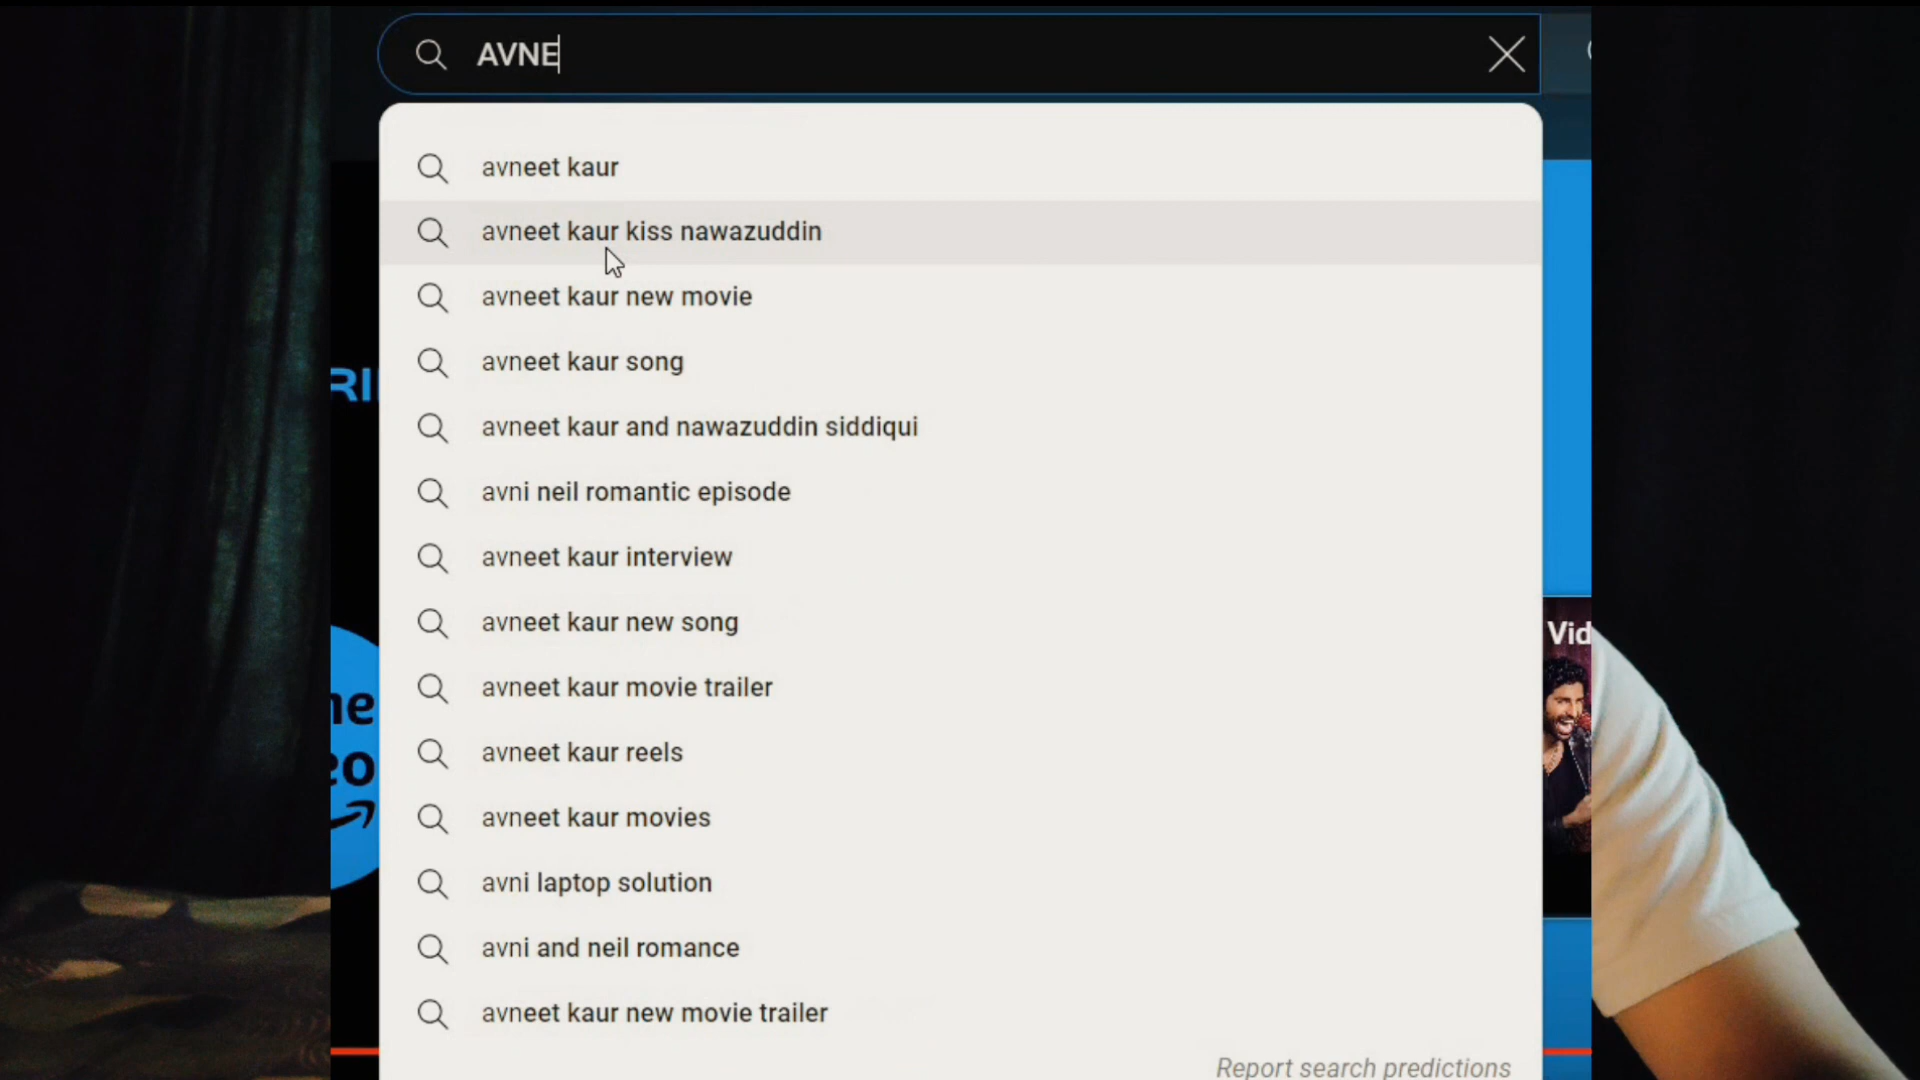 AVNE
avneet kaur
avneet kaur kiss nawazuddin
avneet kaur new movie
avneet kaur song
avneet kaur and nawazuddin siddiqui
avni neil romantic episode
avneet kaur interview
avneet kaur new song
avneet kaur movie trailer
avneet kaur reels
avneet kaur movies
avni laptop solution
avni and neil romance
avneet kaur new movie trailer
Report search predictions
Vid